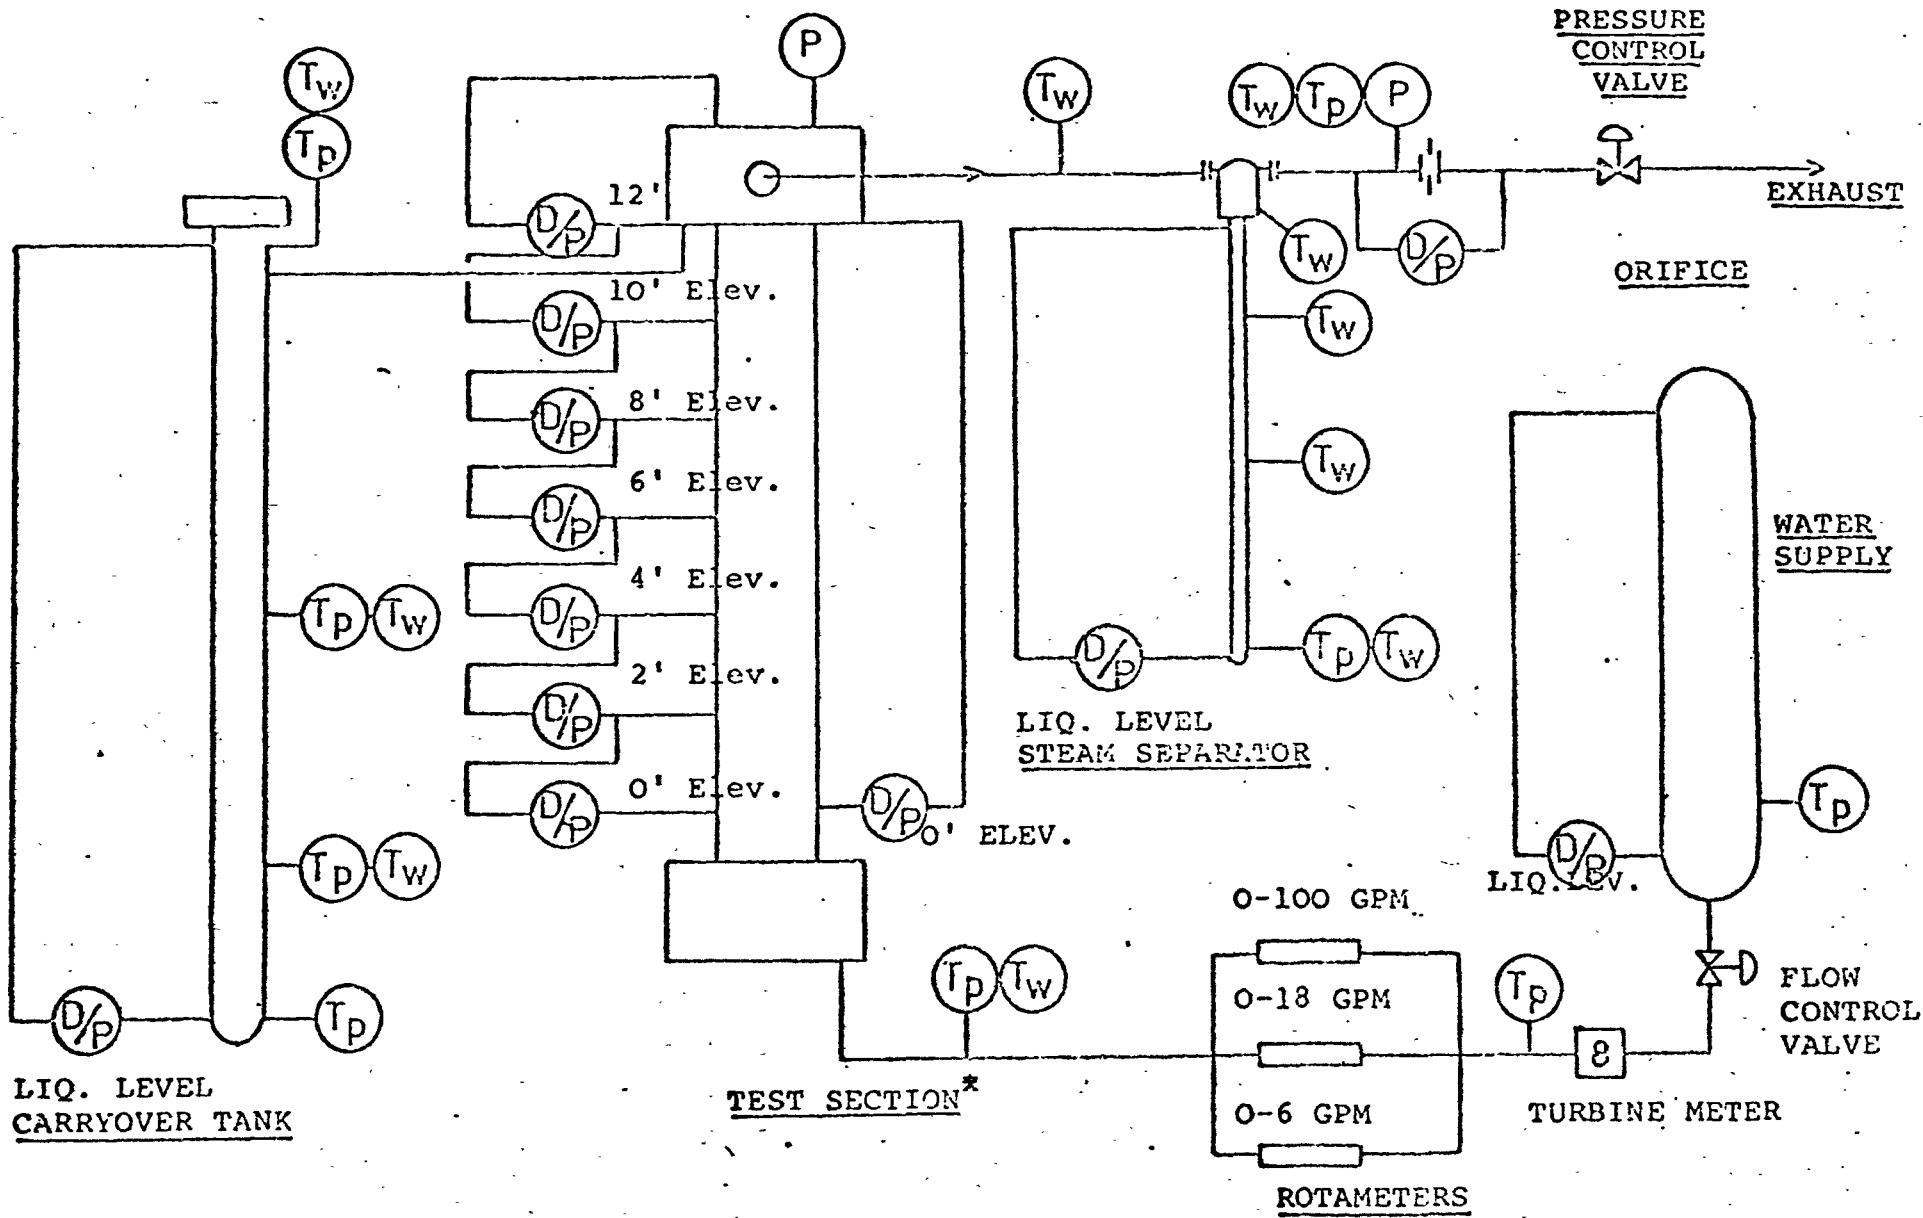 PRESSURE
CONTROL
VALVE
P
Tw
Tp
Tw
Tw Tp P
EXHAUST
12'
D/P
Tw
D/P
ORIFICE
10' Elev.
D/P
Tw
8' Elev.
D/P
Tw
6' Elev.
D/P
WATER
SUPPLY
4' Elev.
D/P
Tp Tw
2' Elev.
D/P
D/P
Tp Tw
LIQ. LEVEL
STEAM SEPARATOR
0' Elev.
D/P
D/P
0' ELEV.
Tp
Tp Tw
D/P
LIQ. LEV.
0-100 GPM
Tp Tw
0-18 GPM
Tp
FLOW
CONTROL
VALVE
D/P
Tp
8
LIQ. LEVEL
CARRYOVER TANK
TEST SECTION*
0-6 GPM
TURBINE METER
ROTAMETERS